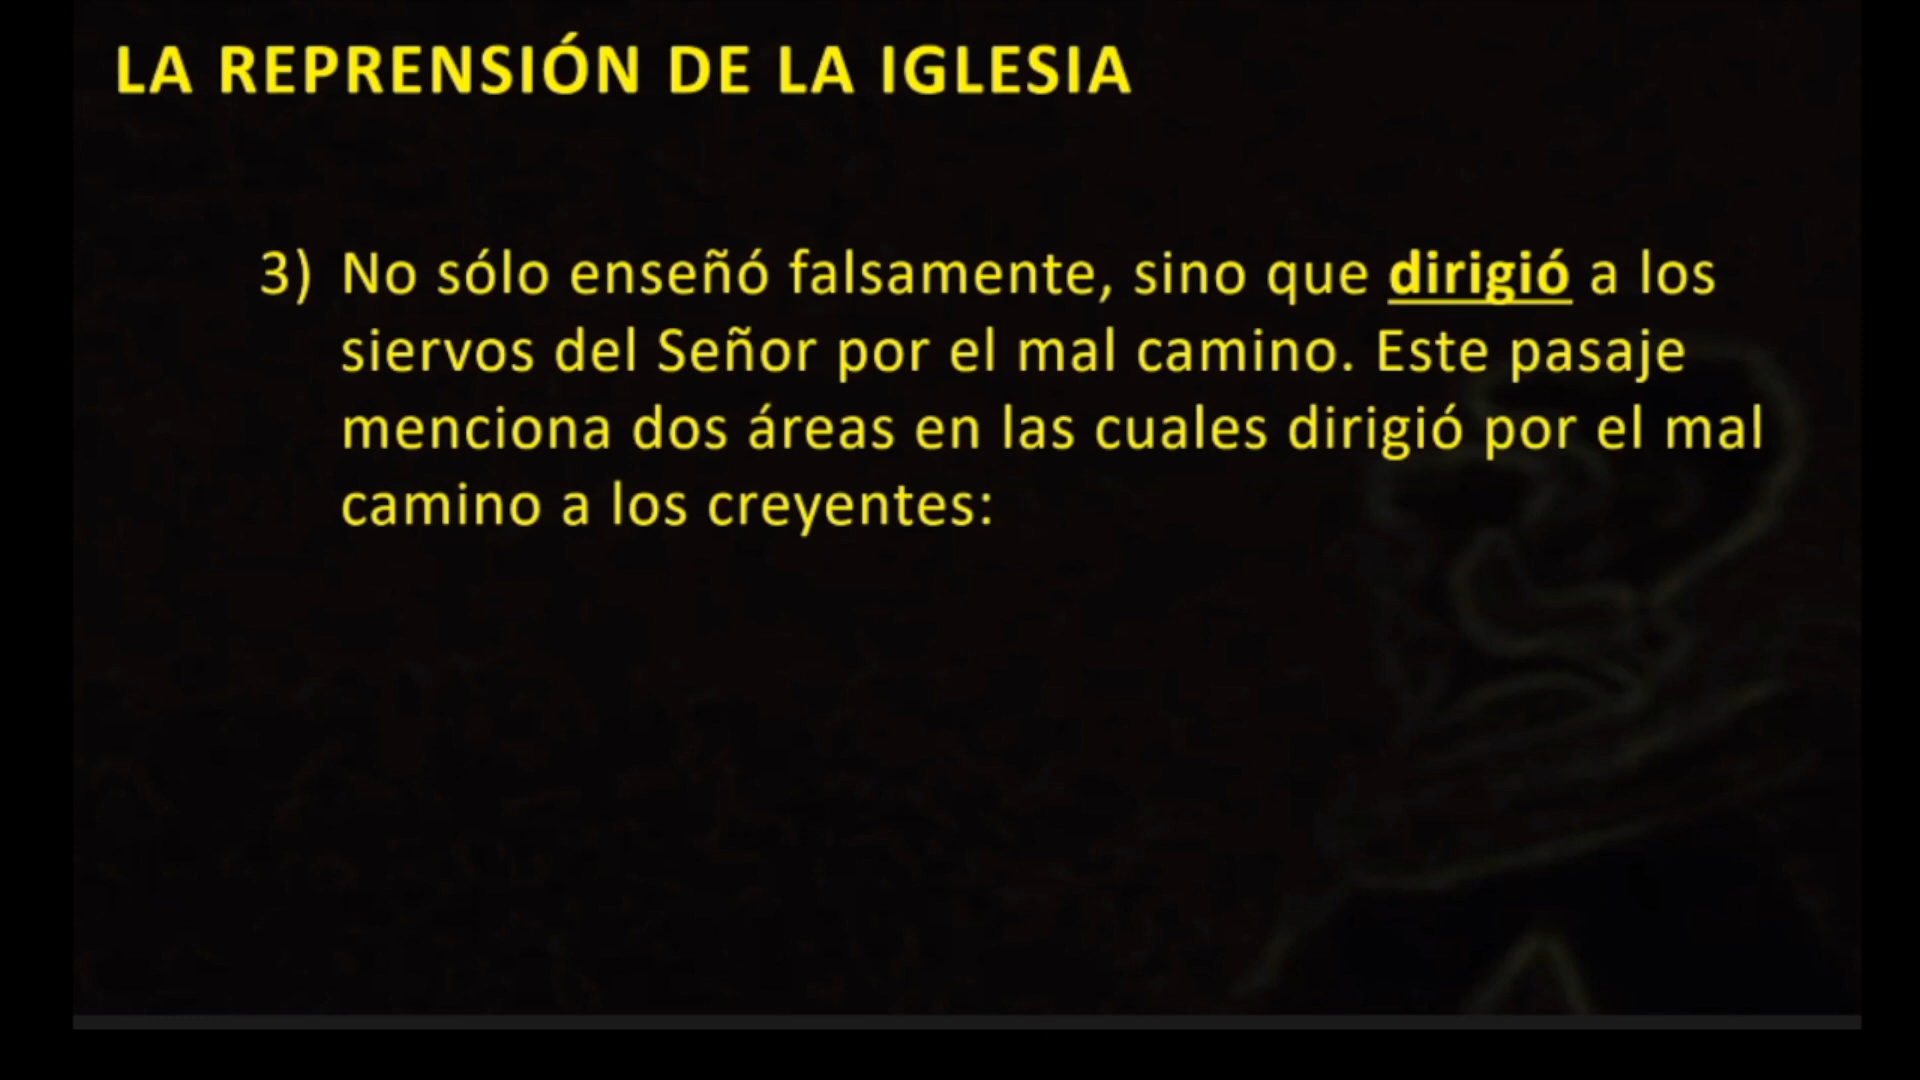 LA REPRENSIÓN DE LA IGLESIA
3) No sólo enseñó falsamente, sino que dirigió a los
siervos del Señor por el mal camino. Este pasaje
menciona dos áreas en las cuales dirigió por el mal
camino a los creyentes: